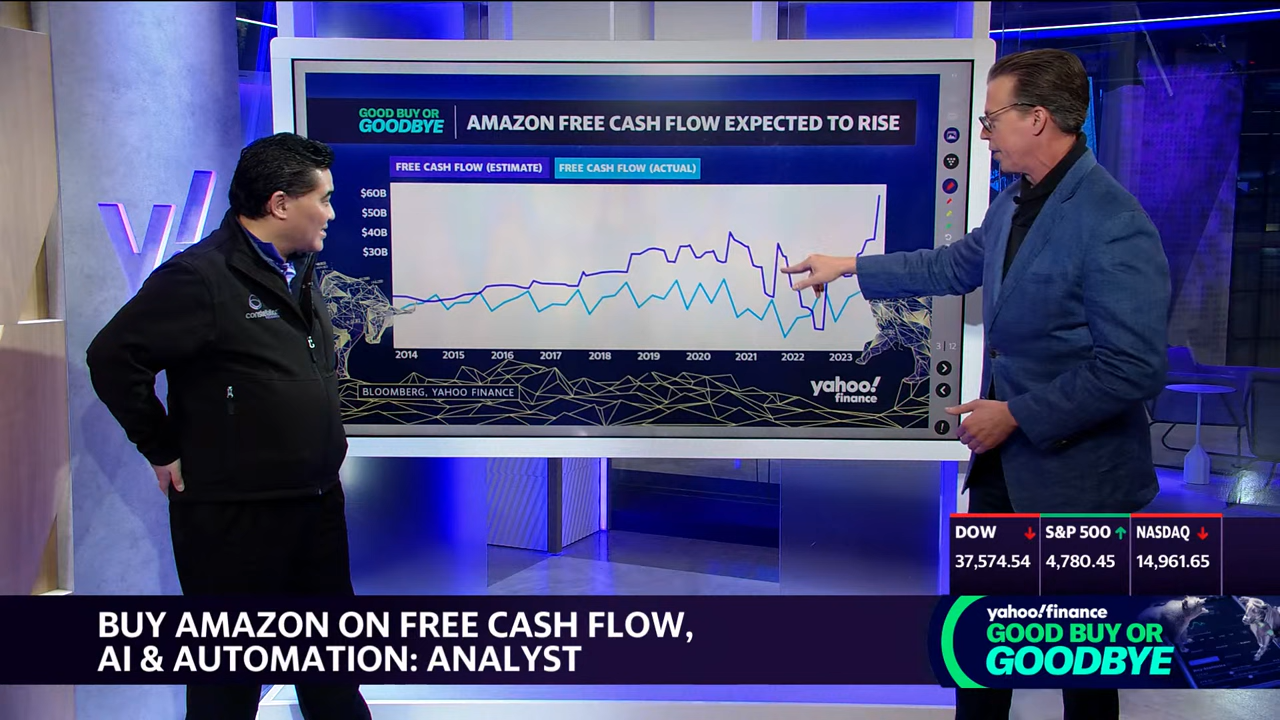 GOOD BUY OR
GOODBYE
AMAZON FREE CASH FLOW EXPECTED TO RISE
FREE CASH FLOW (ESTIMATE)
FREE CASH FLOW (ACTUAL)
$60B
$50B
$40B
$30B
2014 2015 2016 2017 2018 2019 2020 2021 2022 2023
BLOOMBERG, YAHOO FINANCE
yahoo!
finance
3 | 12
DOW
37,574.54
S&P 500
4,780.45
NASDAQ
14,961.65
BUY AMAZON ON FREE CASH FLOW,
AI & AUTOMATION: ANALYST
yahoo!finance
GOOD BUY OR
GOODBYE